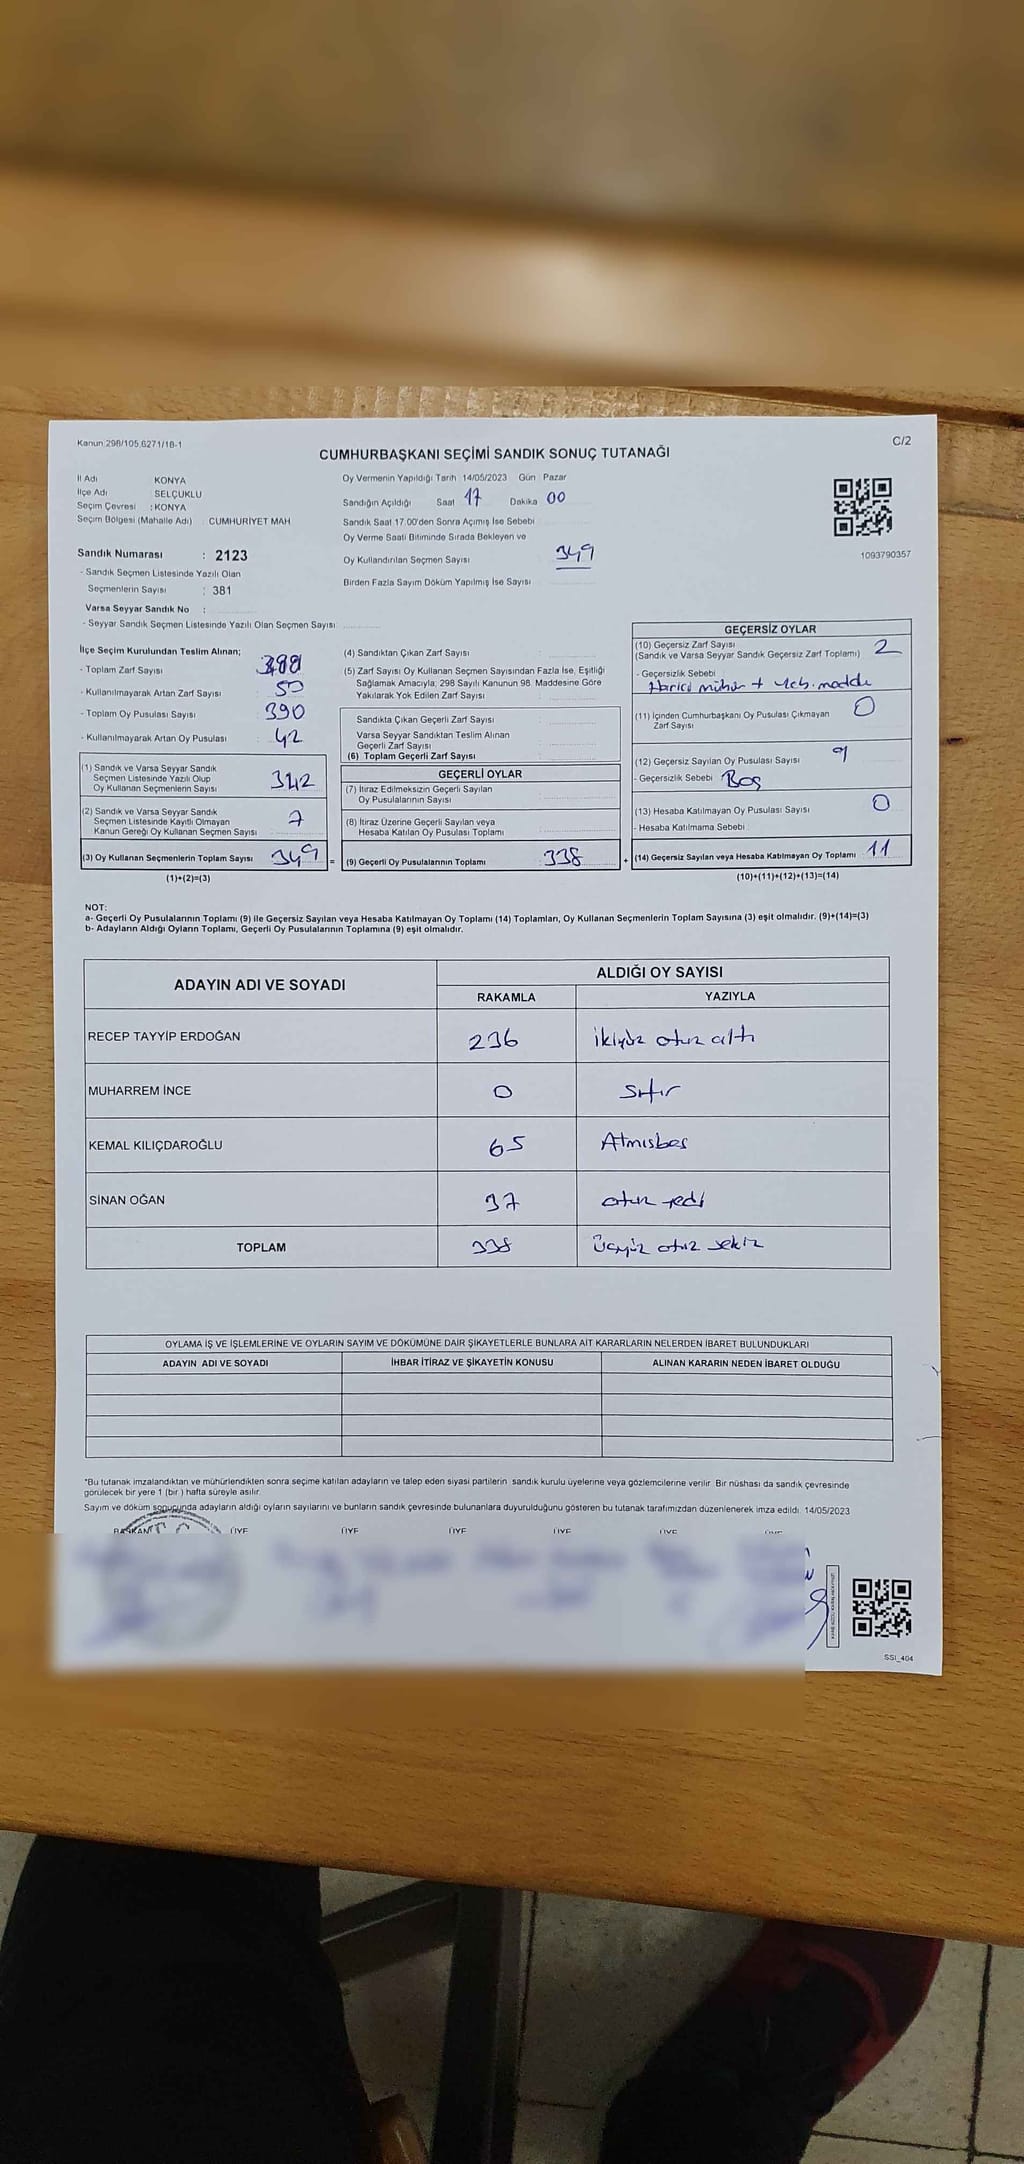 Kanun:298/105,6271/18-1
C/2
CUMHURBAŞKANI SEÇİMİ SANDIK SONUÇ TUTANAĞI
İl Adı KONYA
İlçe Adı SELÇUKLU
Seçim Çevresi : KONYA
Seçim Bölgesi (Mahalle Adı) : CUMHURİYET MAH
Sandık Numarası : 2123
- Sandık Seçmen Listesinde Yazılı Olan
Seçmenlerin Sayısı : 381
Varsa Seyyar Sandık No :
- Seyyar Sandık Seçmen Listesinde Yazılı Olan Seçmen Sayısı:
Oy Vermenin Yapıldığı Tarih 14/05/2023 Gün Pazar
Sandığın Açıldığı Saat 17 Dakika 00
Sandık Saat 17.00'den Sonra Açımış İse Sebebi
Oy Verme Saati Bitiminde Sırada Bekleyen ve
Oy Kullandırılan Seçmen Sayısı 349
Birden Fazla Sayım Döküm Yapılmış İse Sayısı
1093790357
İlçe Seçim Kurulundan Teslim Alınan;
- Toplam Zarf Sayısı
- Kullanılmayarak Artan Zarf Sayısı 50
- Toplam Oy Pusulası Sayısı 390
- Kullanılmayarak Artan Oy Pusulası 42
(1) Sandık ve Varsa Seyyar Sandık
Seçmen Listesinde Yazılı Olup
Oy Kullanan Seçmenlerin Sayısı 342
(2) Sandık ve Varsa Seyyar Sandık
Seçmen Listesinde Kayıtlı Olmayan
Kanun Gereği Oy Kullanan Seçmen Sayısı 7
(3) Oy Kullanan Seçmenlerin Toplam Sayısı 349 =
(1)+(2)=(3)
(4) Sandıktan Çıkan Zarf Sayısı
(5) Zarf Sayısı Oy Kullanan Seçmen Sayısından Fazla İse, Eşitliği
Sağlamak Amacıyla, 298 Sayılı Kanunun 98. Maddesine Göre
Yakılarak Yok Edilen Zarf Sayısı
Sandıkta Çıkan Geçerli Zarf Sayısı
Varsa Seyyar Sandıktan Teslim Alınan
Geçerli Zarf Sayısı
(6) Toplam Geçerli Zarf Sayısı
GEÇERLİ OYLAR
(7) İtiraz Edilmeksizin Geçerli Sayılan
Oy Pusulalarının Sayısı
(8) İtiraz Üzerine Geçerli Sayılan veya
Hesaba Katılan Oy Pusulası Toplamı
(9) Geçerli Oy Pusulalarının Toplamı 338 +
GEÇERSİZ OYLAR
(10) Geçersiz Zarf Sayısı
(Sandık ve Varsa Seyyar Sandık Geçersiz Zarf Toplamı) 2
- Geçersizlik Sebebi
Harici mühür + madde
(11) İçinden Cumhurbaşkanı Oy Pusulası Çıkmayan
Zarf Sayısı 0
(12) Geçersiz Sayılan Oy Pusulası Sayısı 9
- Geçersizlik Sebebi Boş
(13) Hesaba Katılmayan Oy Pusulası Sayısı 0
- Hesaba Katılmama Sebebi
(14) Geçersiz Sayılan veya Hesaba Katılmayan Oy Toplamı 11
(10)+(11)+(12)+(13)=(14)
NOT:
a- Geçerli Oy Pusulalarının Toplamı (9) ile Geçersiz Sayılan veya Hesaba Katılmayan Oy Toplamı (14) Toplamları, Oy Kullanan Seçmenlerin Toplam Sayısına (3) eşit olmalıdır. (9)+(14)=(3)
b- Adayların Aldığı Oyların Toplamı, Geçerli Oy Pusulalarının Toplamına (9) eşit olmalıdır.
ADAYIN ADI VE SOYADI
ALDIĞI OY SAYISI
RAKAMLA YAZIYLA
RECEP TAYYİP ERDOĞAN 236 ikiyüz otuz altı
MUHARREM İNCE 0 sıfır
KEMAL KILIÇDAROĞLU 65 Atmısbes
SİNAN OĞAN 37 otuz yedi
TOPLAM 338 Üçyüz otuz sekiz
OYLAMA İŞ VE İŞLEMLERİNE VE OYLARIN SAYIM VE DÖKÜMÜNE DAİR ŞİKAYETLERLE BUNLARA AİT KARARLARIN NELERDEN İBARET BULUNDUKLARI
ADAYIN ADI VE SOYADI İHBAR İTİRAZ VE ŞİKAYETİN KONUSU ALINAN KARARIN NEDEN İBARET OLDUĞU
*Bu tutanak imzalandıktan ve mühürlendikten sonra seçime katılan adayların ve talep eden siyasi partilerin sandık kurulu üyelerine veya gözlemcilerine verilir. Bir nüshası da sandık çevresinde
görülecek bir yere 1 (bir ) hafta süreyle asılır.
Sayım ve döküm sonucunda adayların aldığı oyların sayılarını ve bunların sandık çevresinde bulunanlara duyurulduğunu gösteren bu tutanak tarafımızdan düzenlenerek imza edildi. 14/05/2023
BAŞKAN ÜYE ÜYE ÜYE ÜYE ÜYE ÜYE
SSI_404